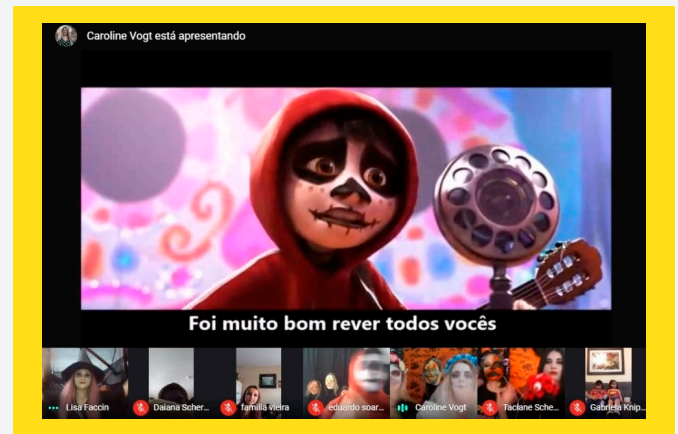 Caroline Vogt está apresentando
Foi muito bom rever todos vocês
Lisa Faccin
Daiana Scher...
família vieira
eduardo soar...
Caroline Vogt
Taciane Sche...
Gabriela Knip...